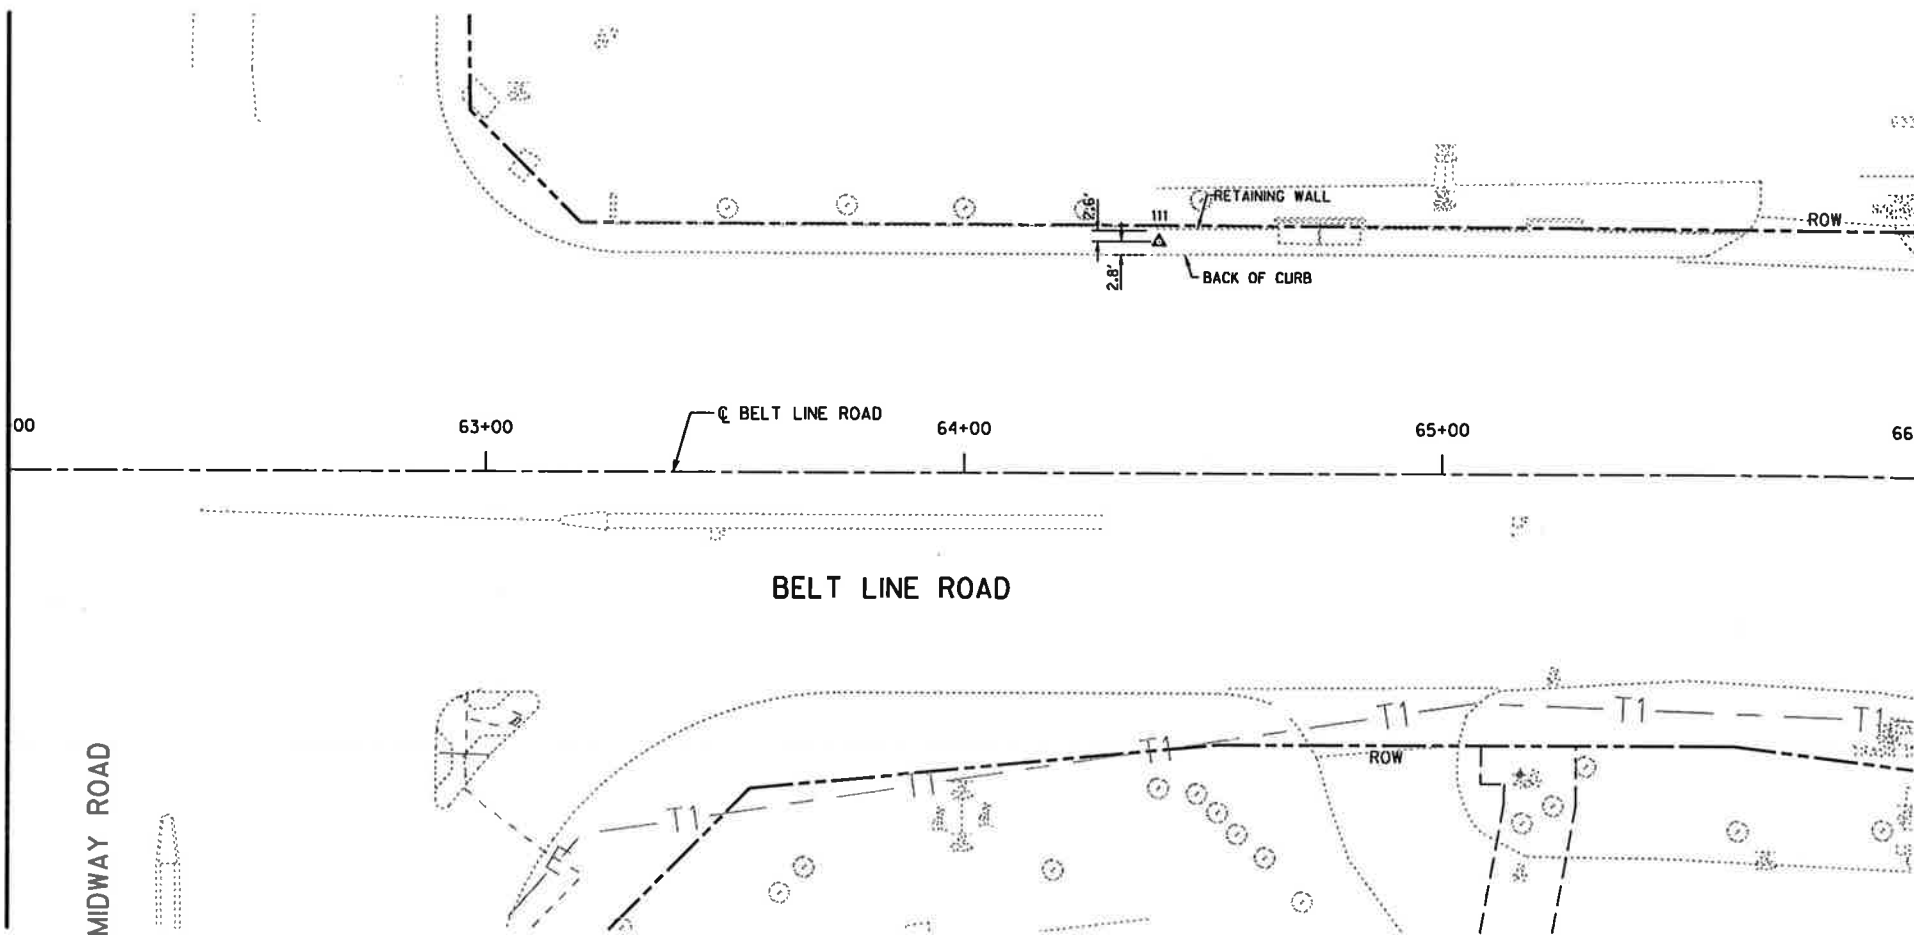 2.6'
111
RETAINING WALL
ROW
2.8'
BACK OF CURB
℄ BELT LINE ROAD
00
63+00
64+00
65+00
66
BELT LINE ROAD
T1
T1
T1
ROW
T1
T1
T1
MIDWAY ROAD